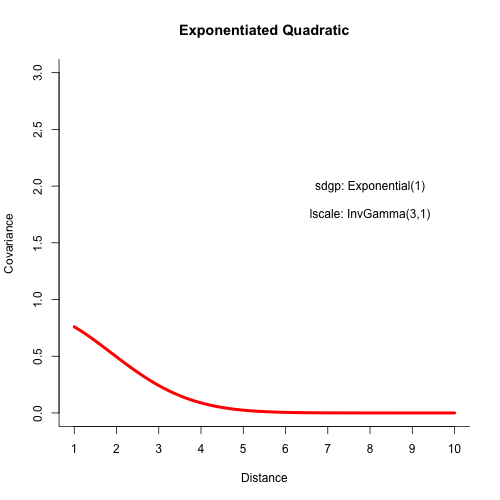 Exponentiated Quadratic
3.0
2.5
2.0
1.5
1.0
0.5
0.0
Covariance
sdgp: Exponential(1)
lscale: InvGamma(3,1)
1 2 3 4 5 6 7 8 9 10
Distance